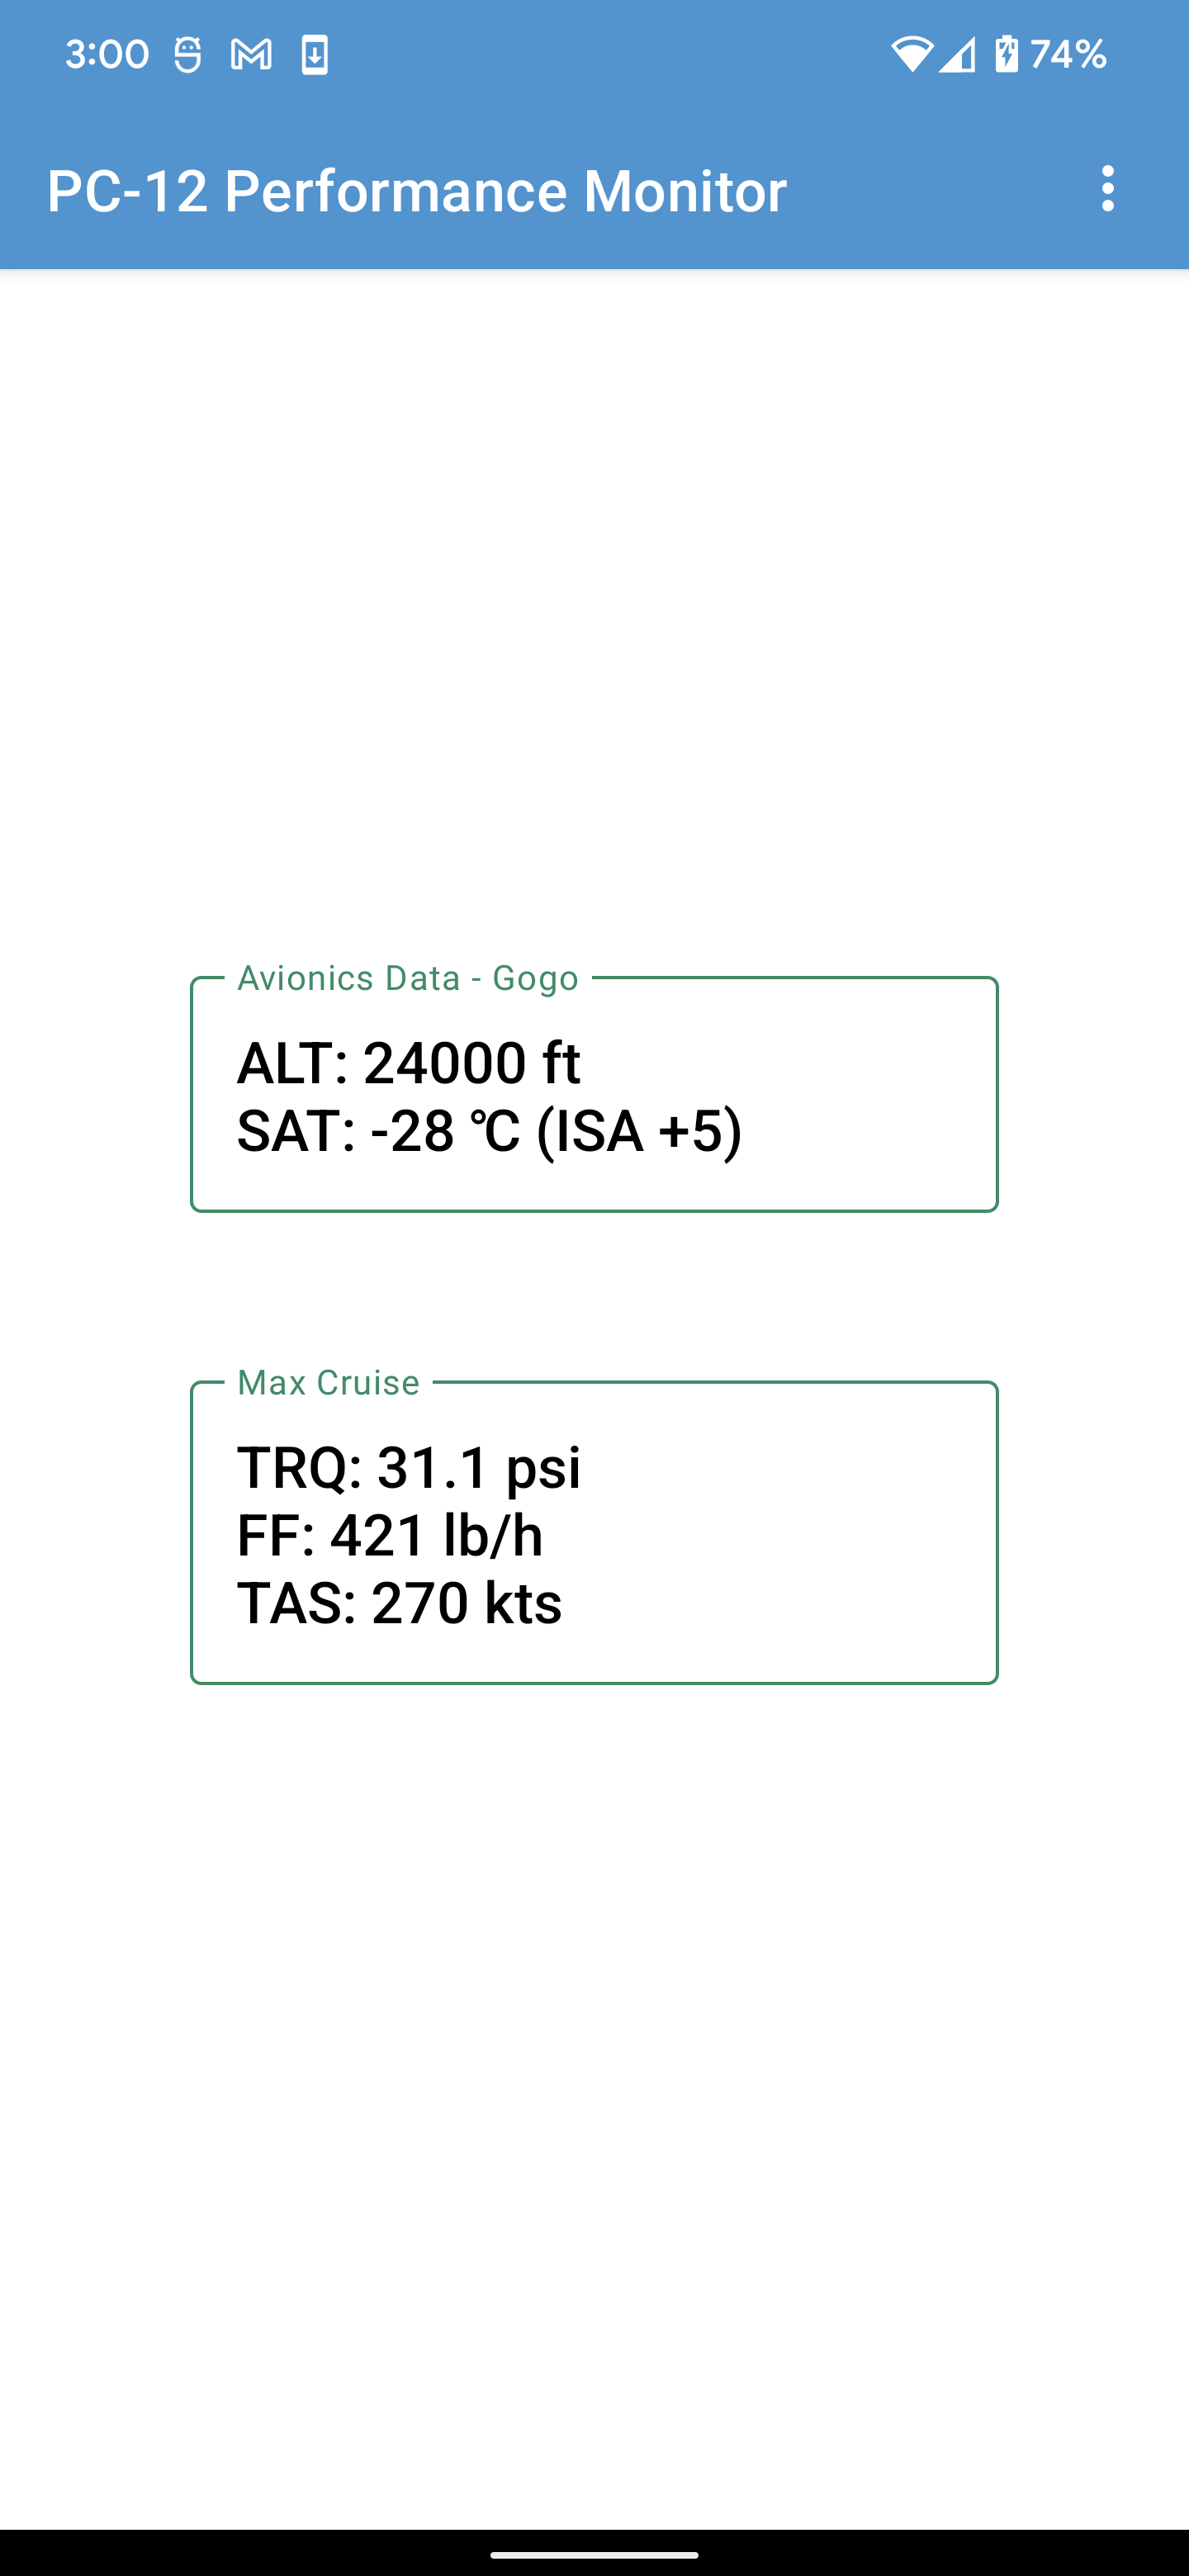 3:00
74%
PC-12 Performance Monitor
Avionics Data - Gogo
ALT: 24000 ft
SAT: -28 ℃ (ISA +5)
Max Cruise
TRQ: 31.1 psi
FF: 421 lb/h
TAS: 270 kts